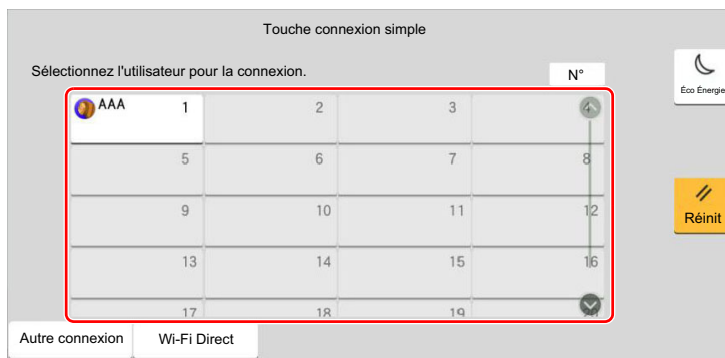 Touche connexion simple
Sélectionnez l'utilisateur pour la connexion.
N°
Éco Énergie
AAA 1 2 3 4
5 6 7 8
9 10 11 12
Réinit
13 14 15 16
17 18 19
Autre connexion Wi-Fi Direct